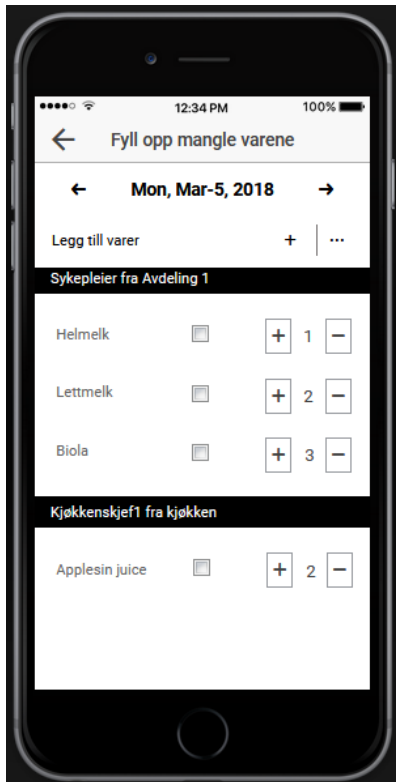 12:34 PM 100%
Fyll opp mangle varene
Mon, Mar-5, 2018
Legg till varer + ...
Sykepleier fra Avdeling 1
Helmelk + 1 −
Lettmelk + 2 −
Biola + 3 −
Kjøkkenskjef1 fra kjøkken
Applesin juice + 2 −